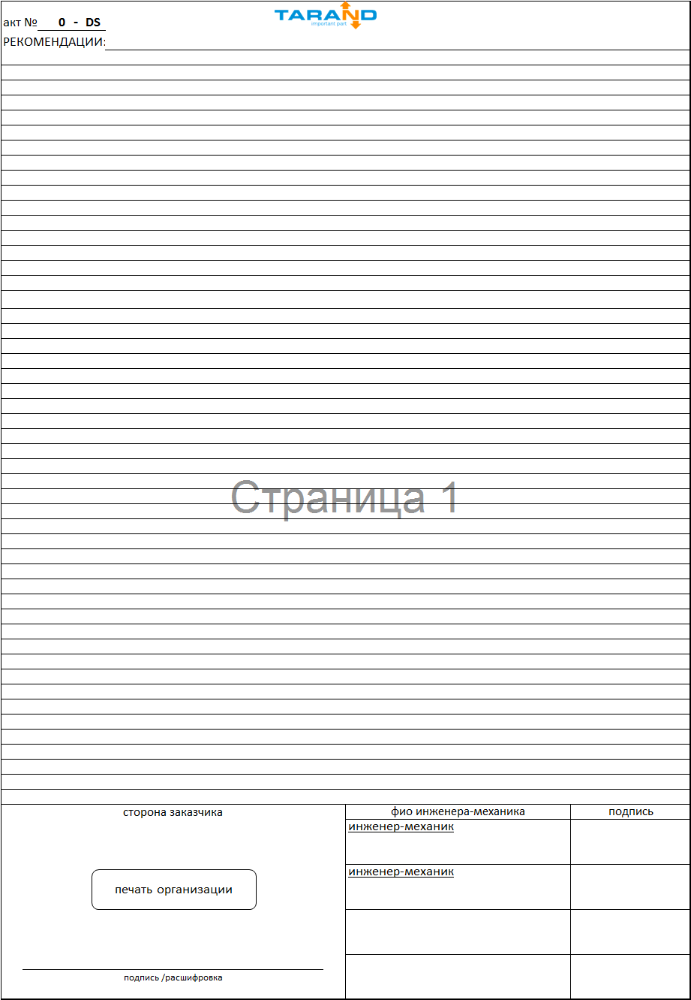 акт № 0 - DS
TARAND
important part
РЕКОМЕНДАЦИИ:
Страница 1
сторона заказчика
фио инженера-механика
подпись
инженер-механик
инженер-механик
печать организации
подпись /расшифровка